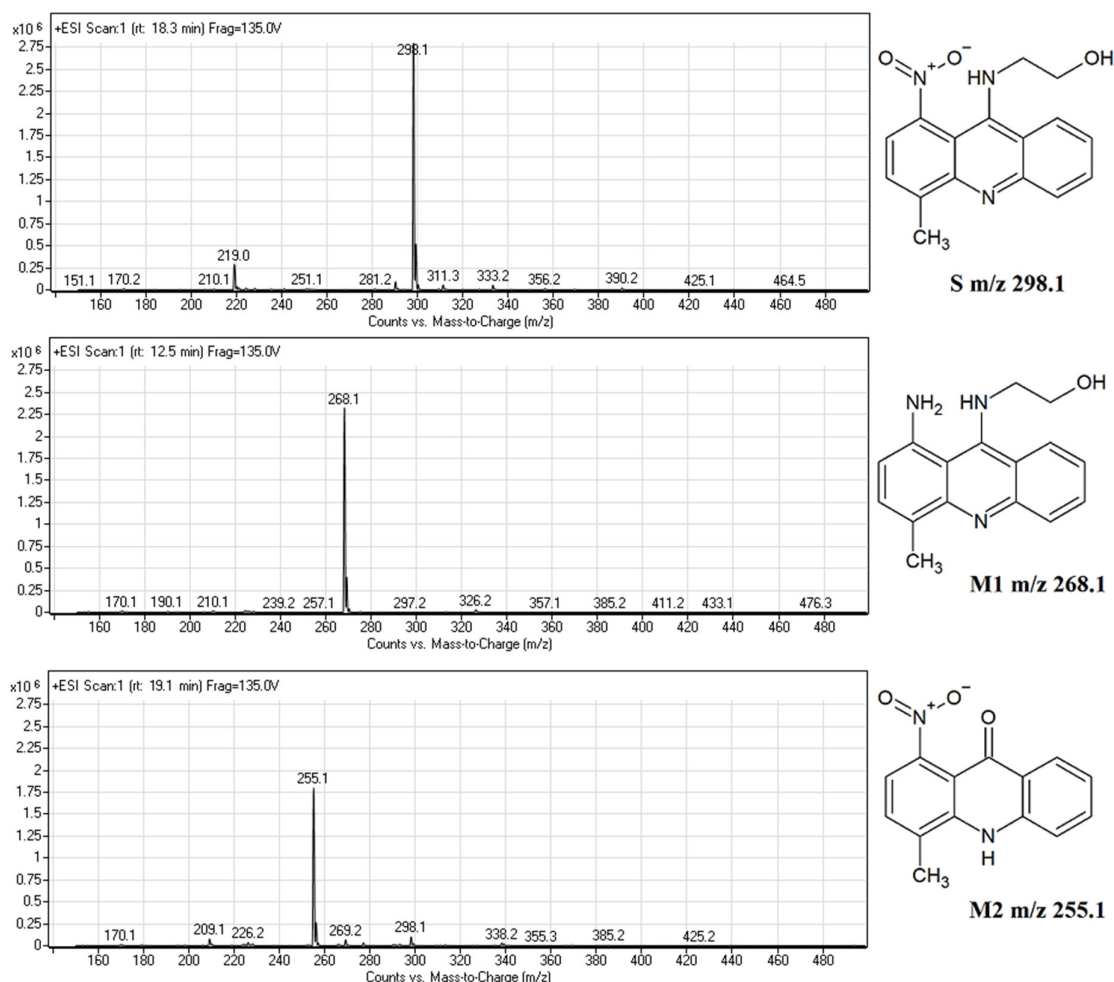 x10 6 +ESI Scan:1 (rt: 18.3 min) Frag=135.0V
2.75
2.5
2.25
2
1.75
1.5
1.25
1
0.75
0.5
0.25
0
298.1
219.0
151.1 170.2 210.1 251.1 281.2 311.3 333.2 356.2 390.2 425.1 464.5
160 180 200 220 240 260 280 300 320 340 360 380 400 420 440 460 480
Counts vs. Mass-to-Charge (m/z)
O N+ O− HN OH
N
CH3
S m/z 298.1
x10 6 +ESI Scan:1 (rt: 12.5 min) Frag=135.0V
2.75
2.5
2.25
2
1.75
1.5
1.25
1
0.75
0.5
0.25
0
268.1
170.1 190.1 210.1 239.2 257.1 297.2 326.2 357.1 385.2 411.2 433.1 476.3
160 180 200 220 240 260 280 300 320 340 360 380 400 420 440 460 480
Counts vs. Mass-to-Charge (m/z)
NH2 HN OH
N
CH3
M1 m/z 268.1
x10 6 +ESI Scan:1 (rt: 19.1 min) Frag=135.0V
2.75
2.5
2.25
2
1.75
1.5
1.25
1
0.75
0.5
0.25
0
255.1
170.1 209.1 226.2 269.2 298.1 338.2 355.3 385.2 425.2
160 180 200 220 240 260 280 300 320 340 360 380 400 420 440 460 480
Counts vs. Mass-to-Charge (m/z)
O N+ O− O
N
H
CH3
M2 m/z 255.1